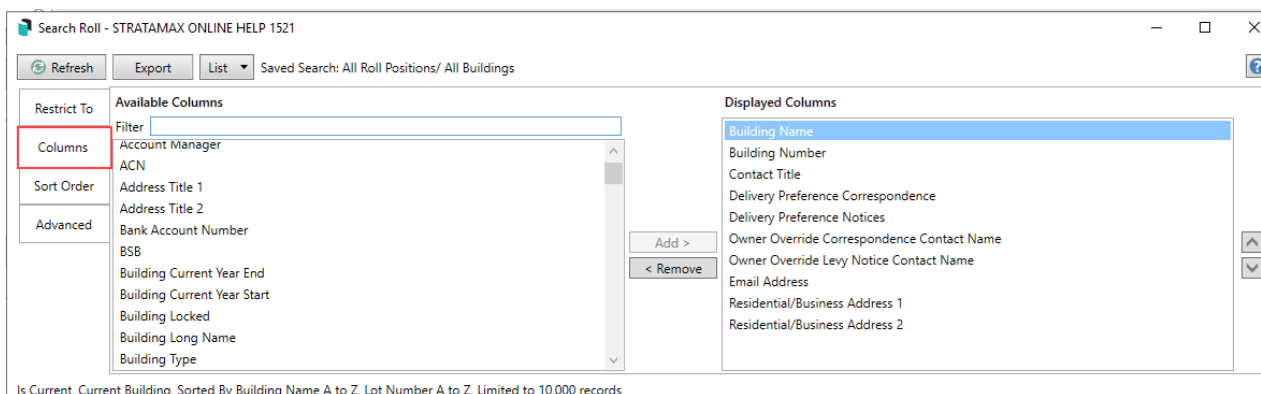 Search Roll - STRATAMAX ONLINE HELP 1521
Refresh Export List Saved Search: All Roll Positions/ All Buildings
Restrict To
Columns
Sort Order
Advanced
Available Columns
Filter
Account Manager
ACN
Address Title 1
Address Title 2
Bank Account Number
BSB
Building Current Year End
Building Current Year Start
Building Locked
Building Long Name
Building Type
Add >
< Remove
Displayed Columns
Building Name
Building Number
Contact Title
Delivery Preference Correspondence
Delivery Preference Notices
Owner Override Correspondence Contact Name
Owner Override Levy Notice Contact Name
Email Address
Residential/Business Address 1
Residential/Business Address 2
Is Current, Current Building, Sorted By Building Name A to Z, Lot Number A to Z, Limited to 10,000 records